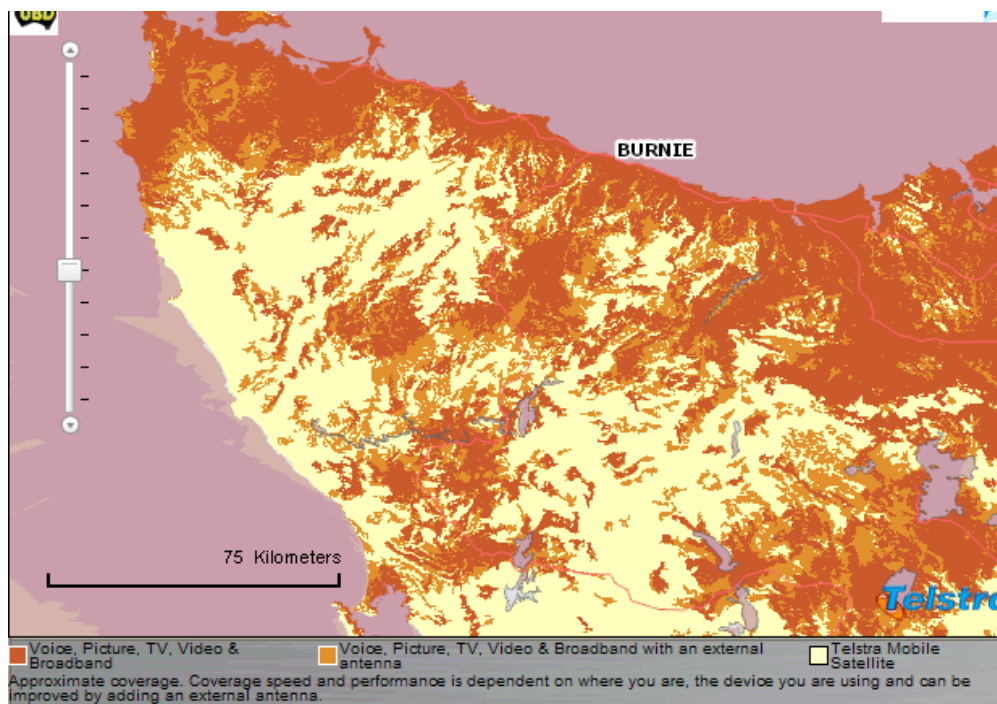 UBD
BURNIE
75 Kilometers
Telstra
Voice, Picture, TV, Video & Broadband
Voice, Picture, TV, Video & Broadband with an external antenna
Telstra Mobile Satellite
Approximate coverage. Coverage speed and performance is dependent on where you are, the device you are using and can be
improved by adding an external antenna.